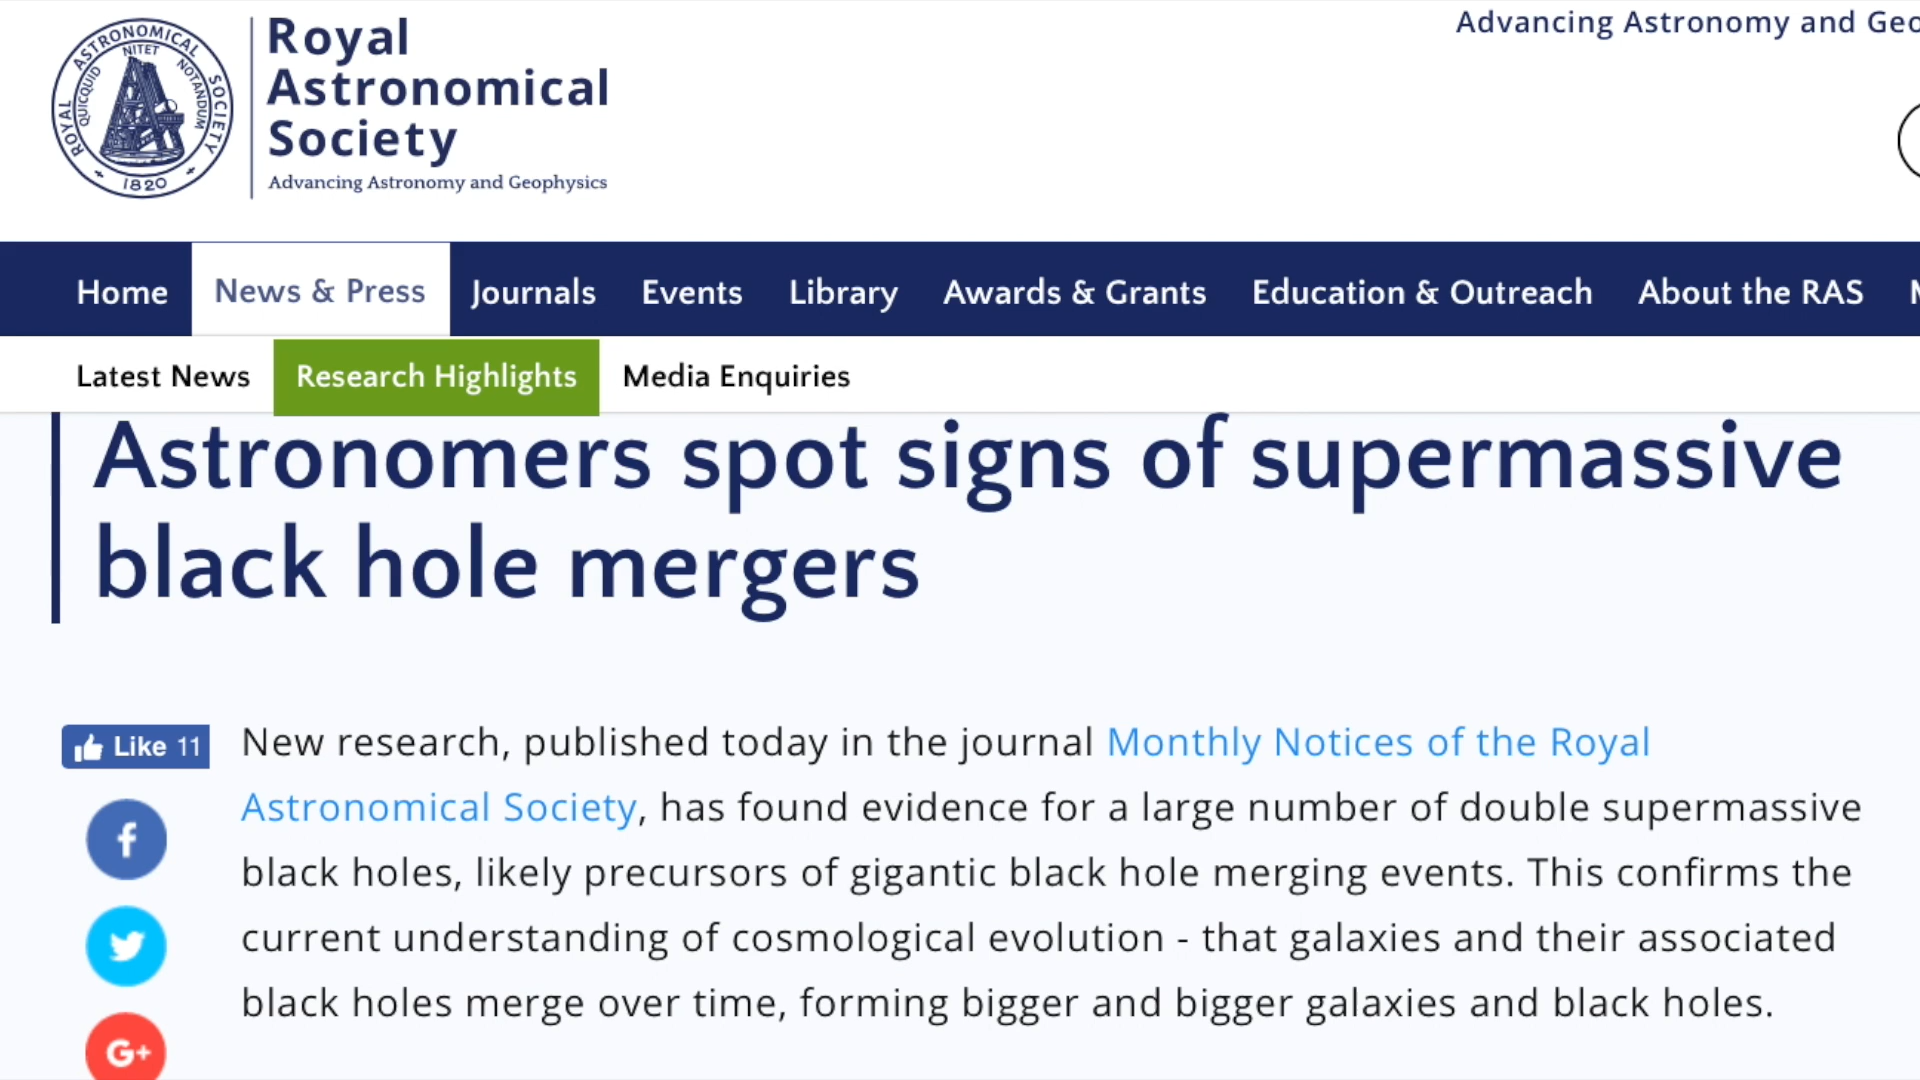 ROYAL ASTRONOMICAL SOCIETY
QUICQUID NITET NOTANDUM
1820
Royal
Astronomical
Society
Advancing Astronomy and Geophysics
Advancing Astronomy and Geo
Home News & Press Journals Events Library Awards & Grants Education & Outreach About the RAS
Latest News Research Highlights Media Enquiries
Astronomers spot signs of supermassive
black hole mergers
Like 11
New research, published today in the journal Monthly Notices of the Royal
Astronomical Society, has found evidence for a large number of double supermassive
black holes, likely precursors of gigantic black hole merging events. This confirms the
current understanding of cosmological evolution - that galaxies and their associated
black holes merge over time, forming bigger and bigger galaxies and black holes.
f
G+